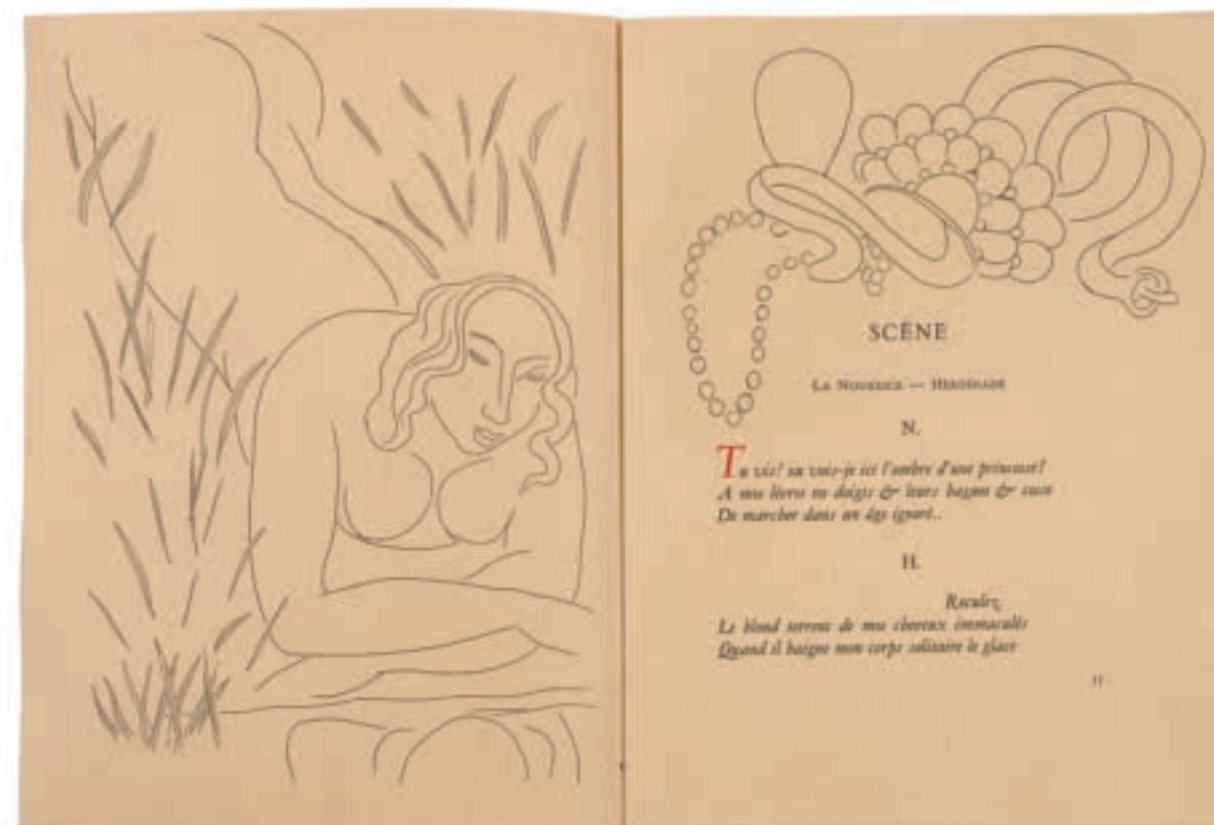 SCÈNE
LA NOURRICE — HÉRODIADE
N.
Tu vis! ou vois-je ici l'ombre d'une princesse?
A mes lèvres tes doigts & leurs bagues & cesse
De marcher dans un âge ignoré..
H.
Reculez.
Le blond torrent de mes cheveux immaculés
Quand il baigne mon corps solitaire le glace